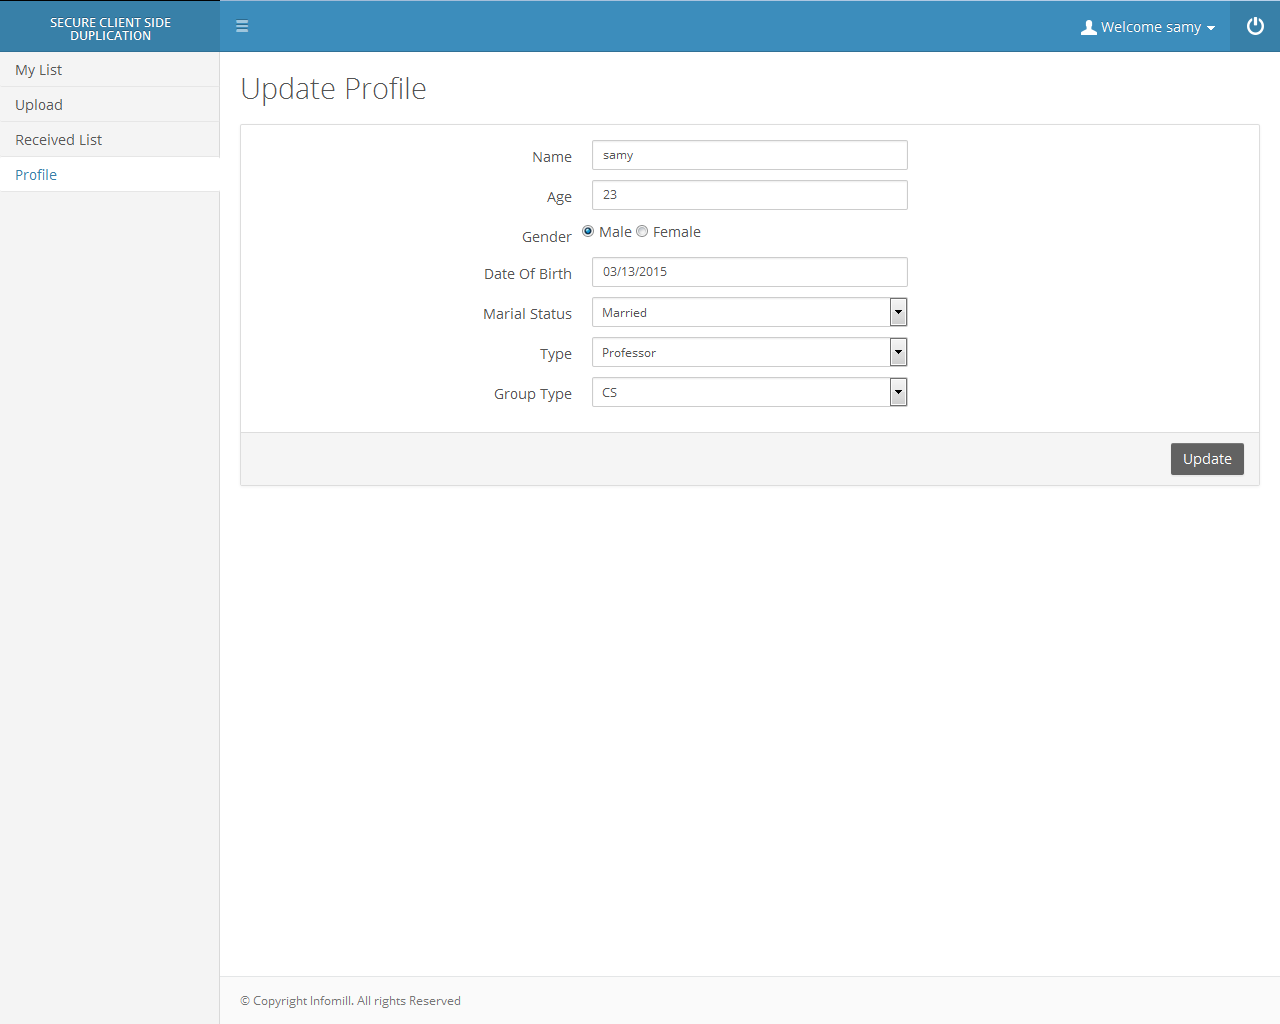 SECURE CLIENT SIDE
DUPLICATION
Welcome samy
My List
Upload
Received List
Profile
Update Profile
Name samy
Age 23
Gender Male Female
Date Of Birth 03/13/2015
Marial Status Married
Type Professor
Group Type CS
Update
© Copyright Infomill. All rights Reserved